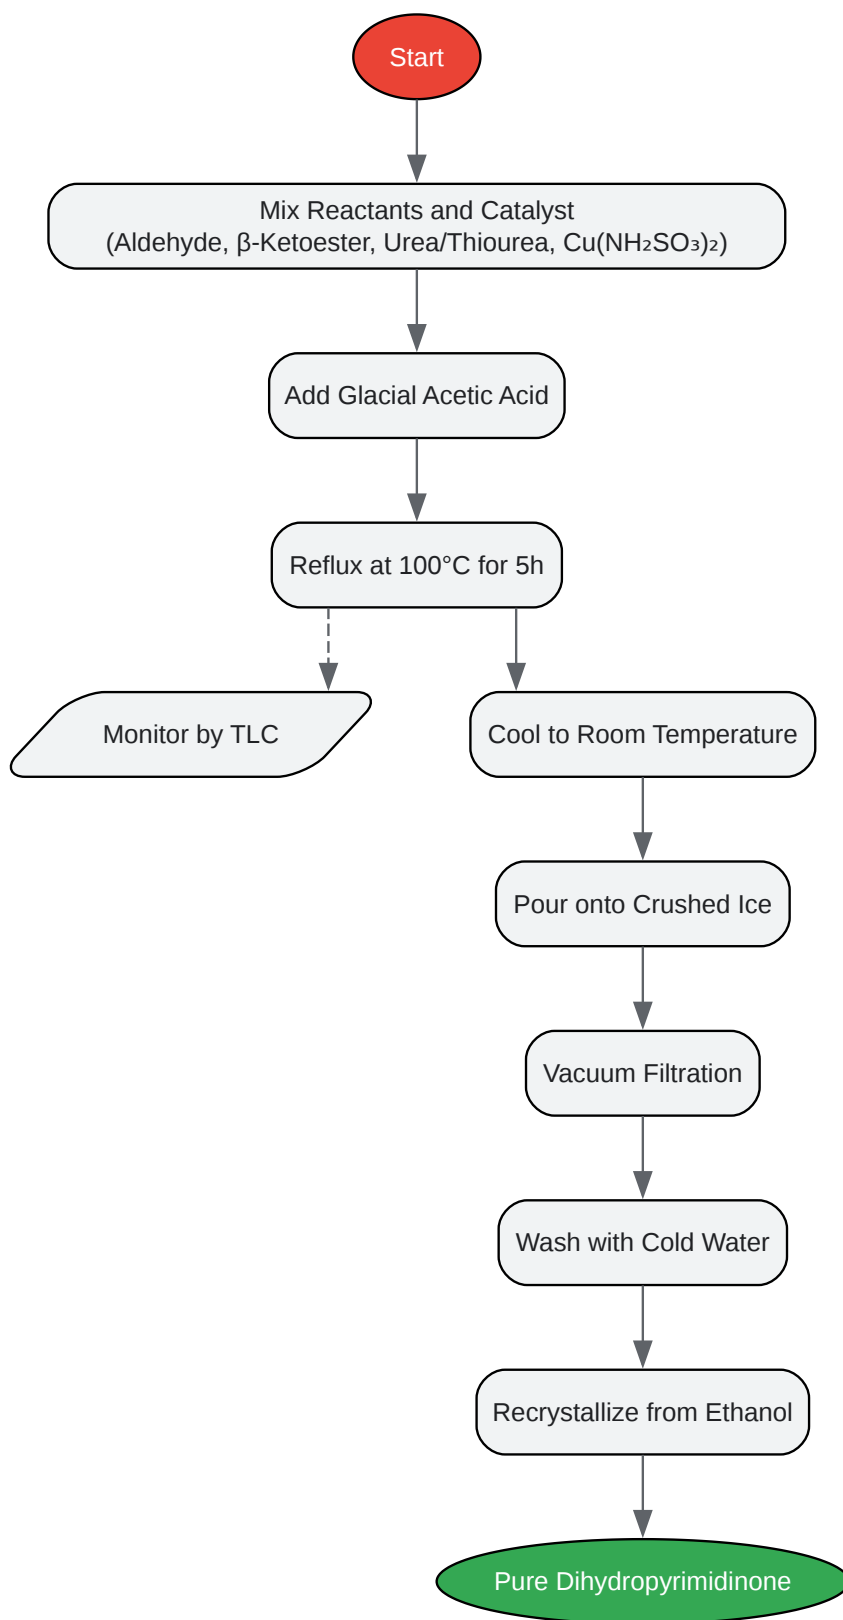 Start
Mix Reactants and Catalyst
(Aldehyde, β-Ketoester, Urea/Thiourea, Cu(NH₂SO₃)₂)
Add Glacial Acetic Acid
Reflux at 100°C for 5h
Monitor by TLC
Cool to Room Temperature
Pour onto Crushed Ice
Vacuum Filtration
Wash with Cold Water
Recrystallize from Ethanol
Pure Dihydropyrimidinone